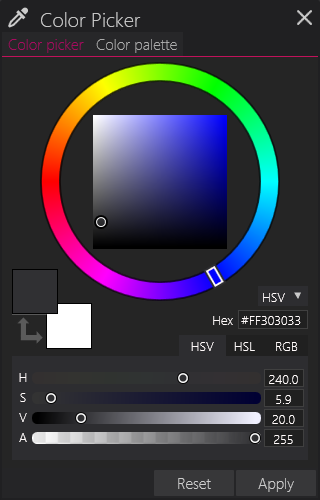 Color Picker
Color picker Color palette
HSV
Hex #FF303033
HSV HSL RGB
H 240.0
S 5.9
V 20.0
A 255
Reset Apply